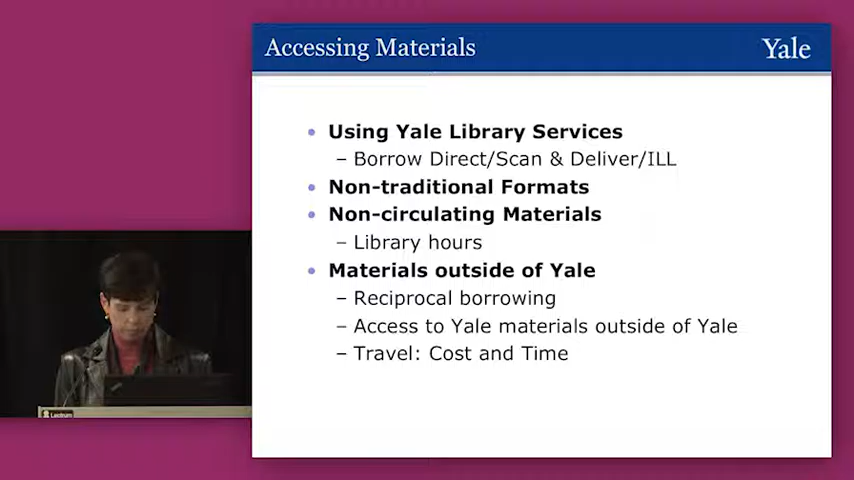 Accessing Materials
Yale
• Using Yale Library Services
– Borrow Direct/Scan & Deliver/ILL
• Non-traditional Formats
• Non-circulating Materials
– Library hours
• Materials outside of Yale
– Reciprocal borrowing
– Access to Yale materials outside of Yale
– Travel: Cost and Time